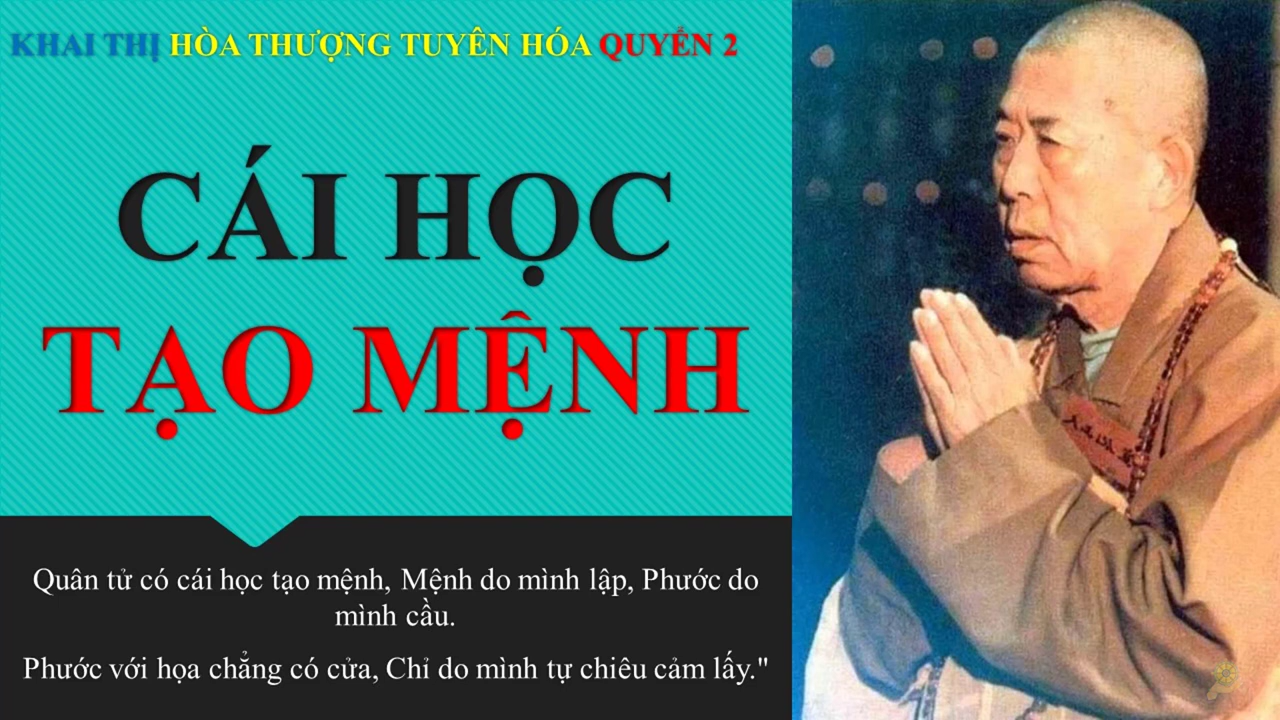 KHAI THỊ HÒA THƯỢNG TUYÊN HÓA QUYỂN 2
CÁI HỌC
TẠO MỆNH
Quân tử có cái học tạo mệnh, Mệnh do mình lập, Phước do
mình cầu.
Phước với họa chẳng có cửa, Chỉ do mình tự chiêu cảm lấy."